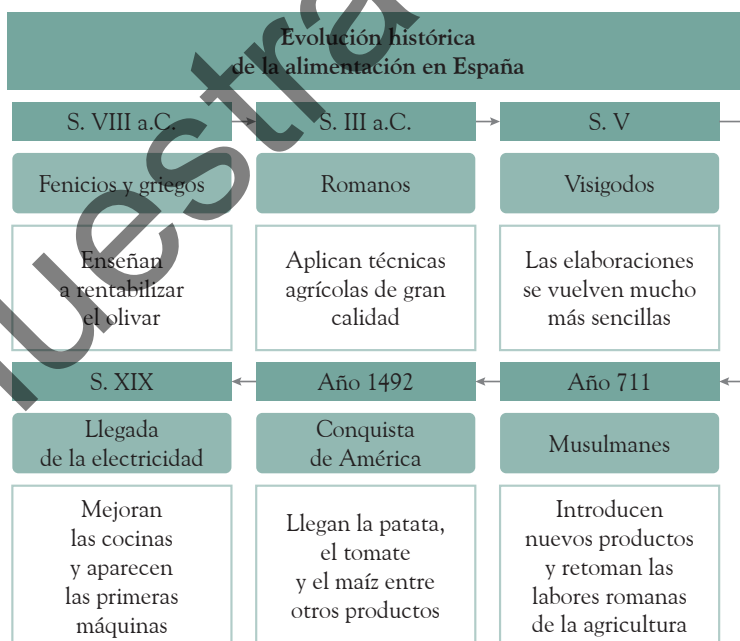 Evolución histórica
de la alimentación en España
S. VIII a.C.
Fenicios y griegos
Enseñan
a rentabilizar
el olivar
S. III a.C.
Romanos
Aplican técnicas
agrícolas de gran
calidad
S. V
Visigodos
Las elaboraciones
se vuelven mucho
más sencillas
Año 711
Musulmanes
Introducen
nuevos productos
y retoman las
labores romanas
de la agricultura
Año 1492
Conquista
de América
Llegan la patata,
el tomate
y el maíz entre
otros productos
S. XIX
Llegada
de la electricidad
Mejoran
las cocinas
y aparecen
las primeras
máquinas